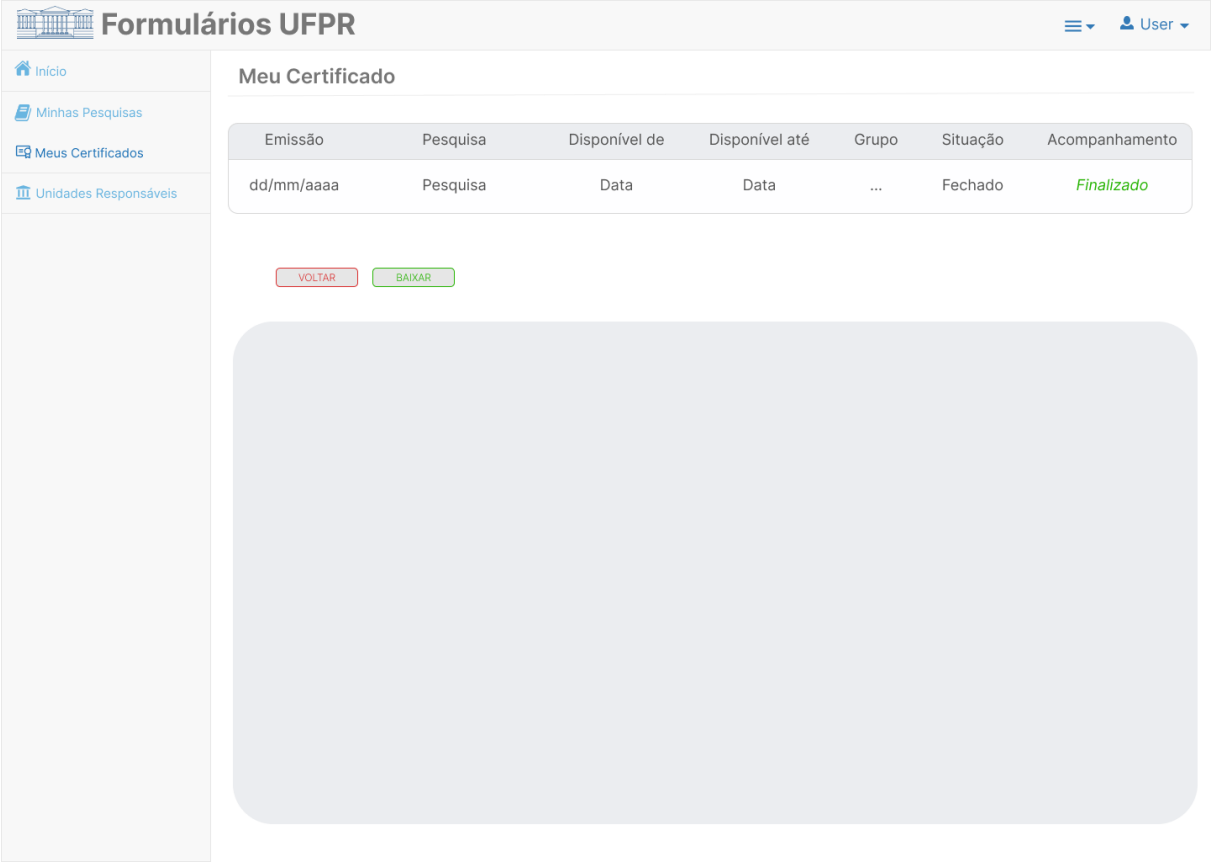 Formulários UFPR
User
Início
Minhas Pesquisas
Meus Certificados
Unidades Responsáveis
Meu Certificado
Emissão Pesquisa Disponível de Disponível até Grupo Situação Acompanhamento
dd/mm/aaaa Pesquisa Data Data ... Fechado Finalizado
VOLTAR BAIXAR